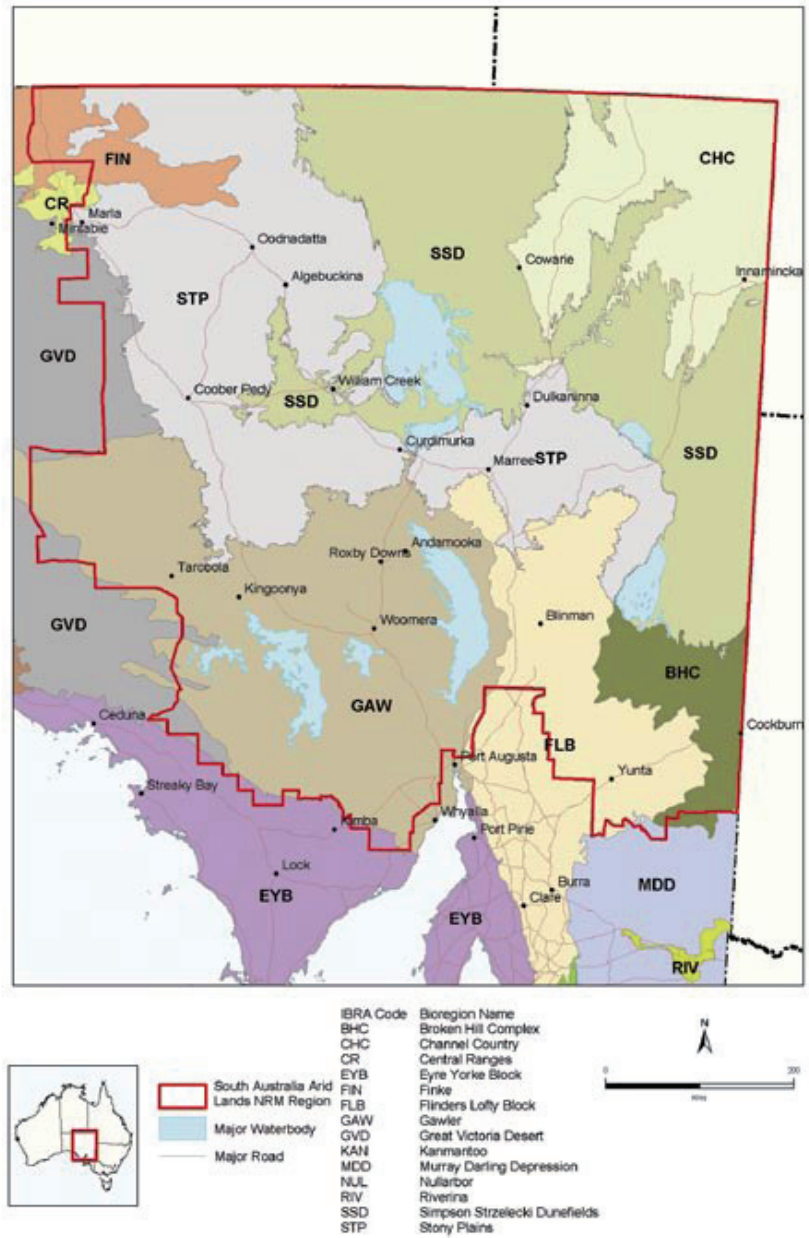 FIN
CHC
CR
Marla
Mintabie
Oodnadatta
SSD
Cowarie
Algebuckina
Innamincka
STP
GVD
Coober Pedy
William Creek
SSD
Dulkaninna
Curdimurka
STP
SSD
Marree
Roxby Downs
Andamooka
Tarcoola
Kingoonya
Woomera
Blinman
GVD
BHC
GAW
Ceduna
Cockburn
FLB
Port Augusta
Yunta
Streaky Bay
Whyalla
Kimba
Port Pirie
Lock
MDD
EYB
Burra
Clare
EYB
RIV
IBRA Code Bioregion Name
BHC Broken Hill Complex
CHC Channel Country
CR Central Ranges
EYB Eyre Yorke Block
FIN Finke
FLB Flinders Lofty Block
GAW Gawler
GVD Great Victoria Desert
KAN Kanmantoo
MDD Murray Darling Depression
NUL Nullarbor
RIV Riverina
SSD Simpson Strzelecki Dunefields
STP Stony Plains
South Australia Arid
Lands NRM Region
Major Waterbody
Major Road
N
0